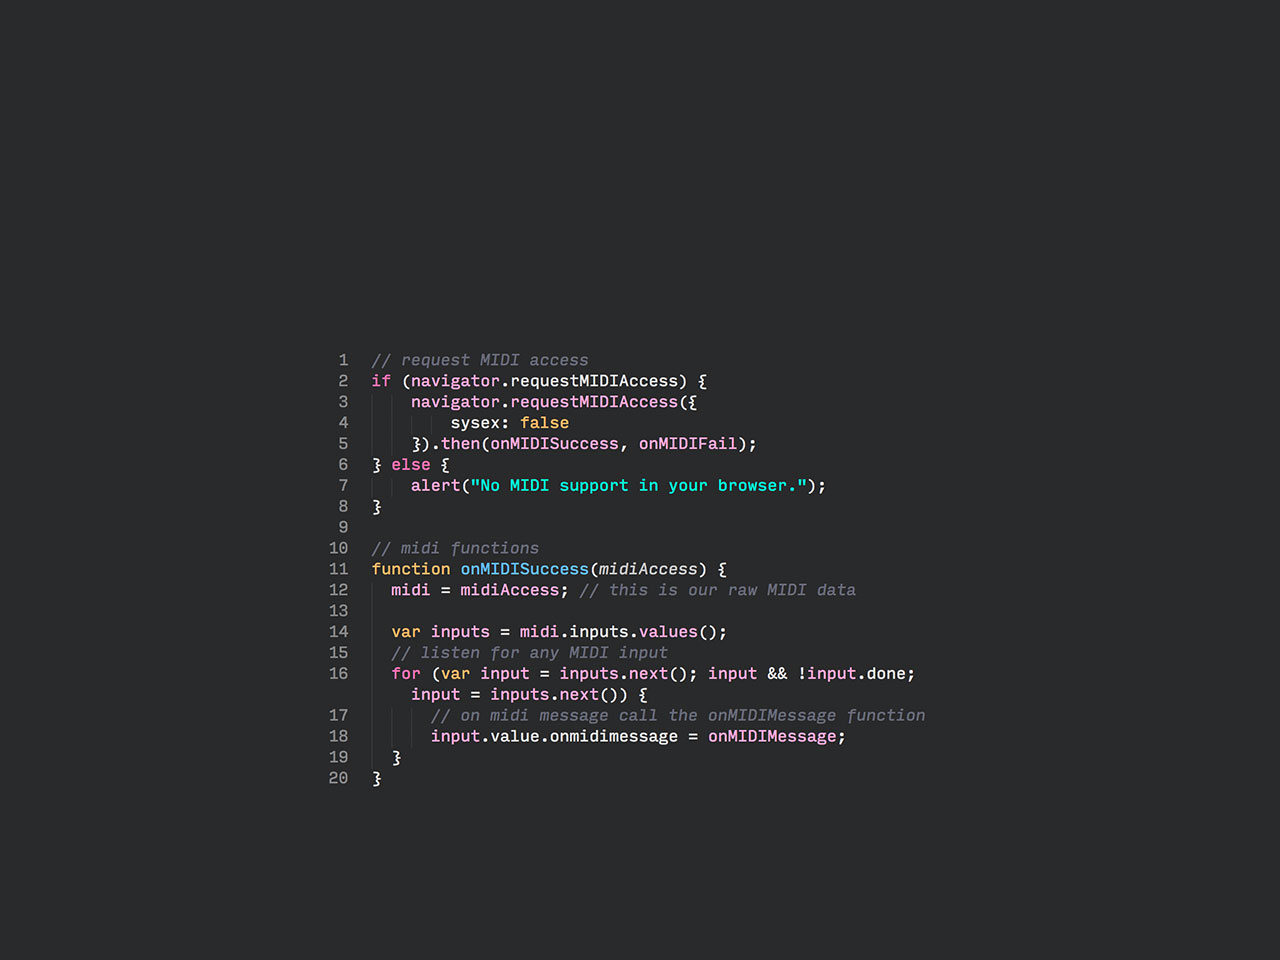 1 // request MIDI access
2 if (navigator.requestMIDIAccess) {
3 navigator.requestMIDIAccess({
4 sysex: false
5 }).then(onMIDISuccess, onMIDIFail);
6 } else {
7 alert("No MIDI support in your browser.");
8 }
9
10 // midi functions
11 function onMIDISuccess(midiAccess) {
12 midi = midiAccess; // this is our raw MIDI data
13
14 var inputs = midi.inputs.values();
15 // listen for any MIDI input
16 for (var input = inputs.next(); input && !input.done;
input = inputs.next()) {
17 // on midi message call the onMIDIMessage function
18 input.value.onmidimessage = onMIDIMessage;
19 }
20 }